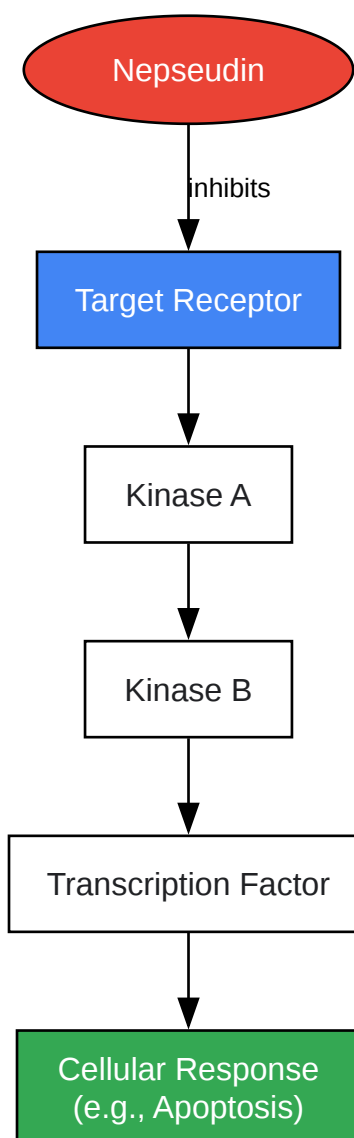 Nepseudin
inhibits
Target Receptor
Kinase A
Kinase B
Transcription Factor
Cellular Response
(e.g., Apoptosis)